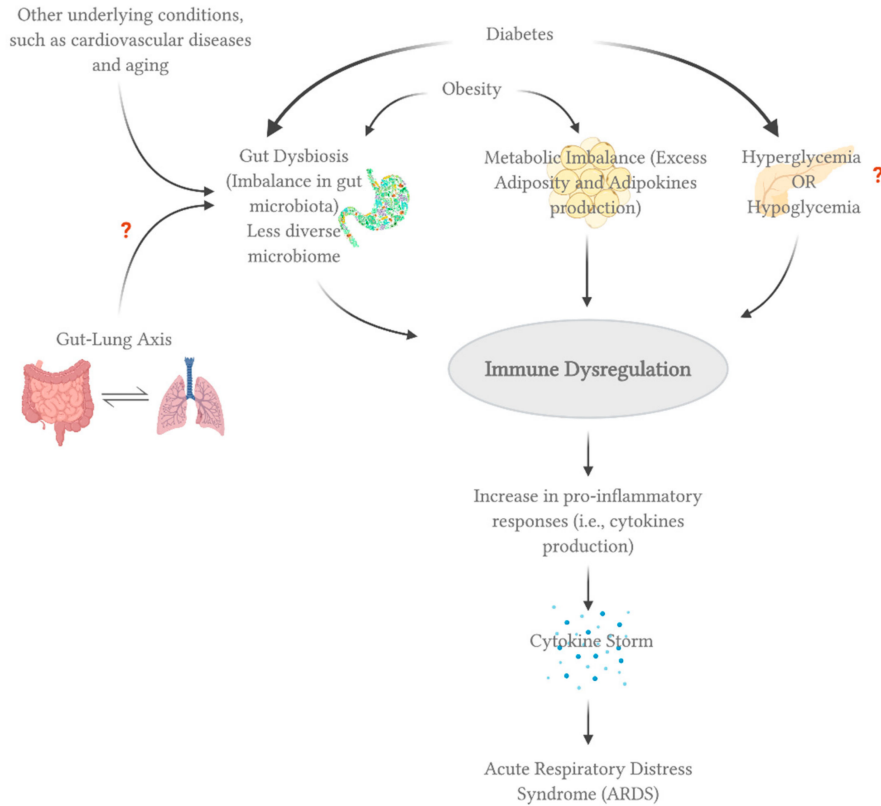 Other underlying conditions,
such as cardiovascular diseases
and aging
Diabetes
Obesity
Gut Dysbiosis
(Imbalance in gut
microbiota)
Less diverse
microbiome
Metabolic Imbalance (Excess
Adiposity and Adipokines
production)
Hyperglycemia
OR
Hypoglycemia
?
?
Gut-Lung Axis
Immune Dysregulation
Increase in pro-inflammatory
responses (i.e., cytokines
production)
Cytokine Storm
Acute Respiratory Distress
Syndrome (ARDS)